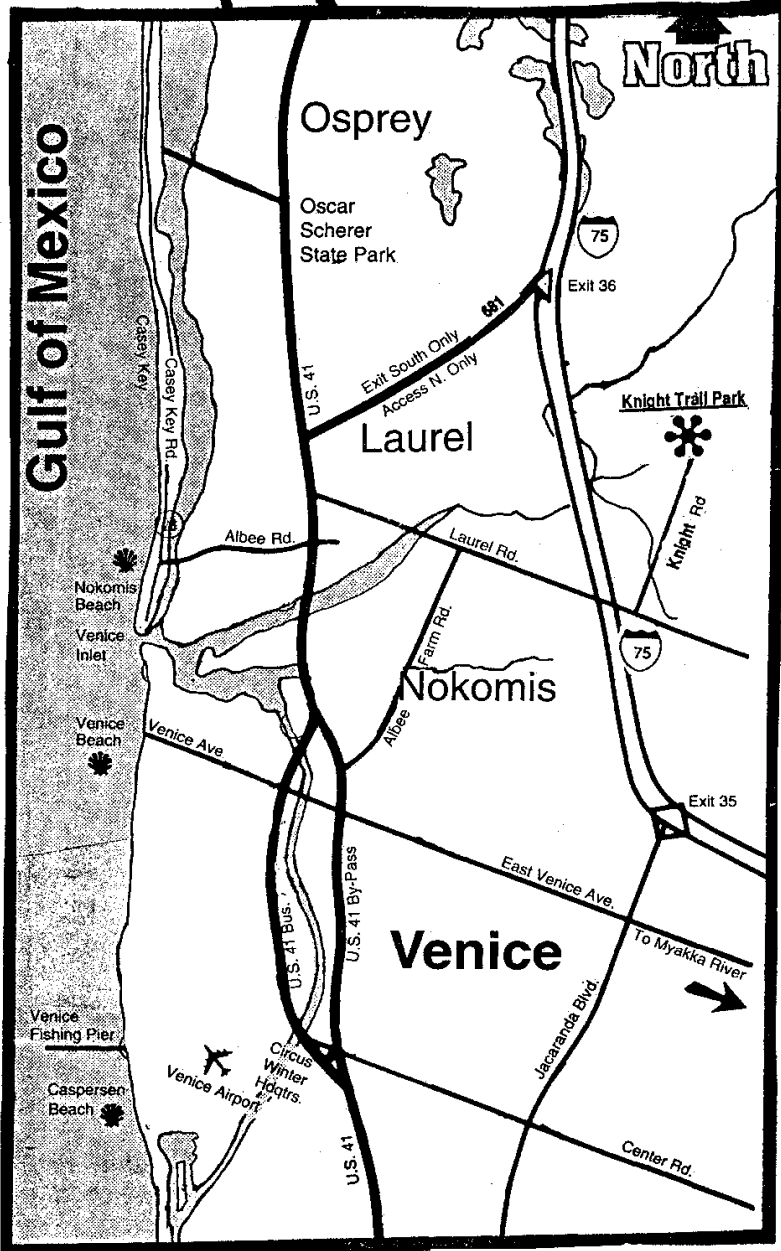 North
Osprey
Gulf of Mexico
Oscar
Scherer
State Park
75
Exit 36
681
Exit South Only
Access N. Only
Casey Key
Casey Key Rd.
U.S. 41
Knight Trail Park
Laurel
Knight Rd
Albee Rd.
Laurel Rd.
Nokomis
Beach
Venice
Inlet
75
Albee Farm Rd.
Nokomis
Venice
Beach
Venice Ave.
Exit 35
East Venice Ave.
To Myakka River
U.S. 41 Bus.
U.S. 41 By-Pass
Venice
Jacaranda Blvd.
Venice
Fishing Pier
Venice Airport
Circus
Winter
Hdqtrs.
Caspersen
Beach
U.S. 41
Center Rd.